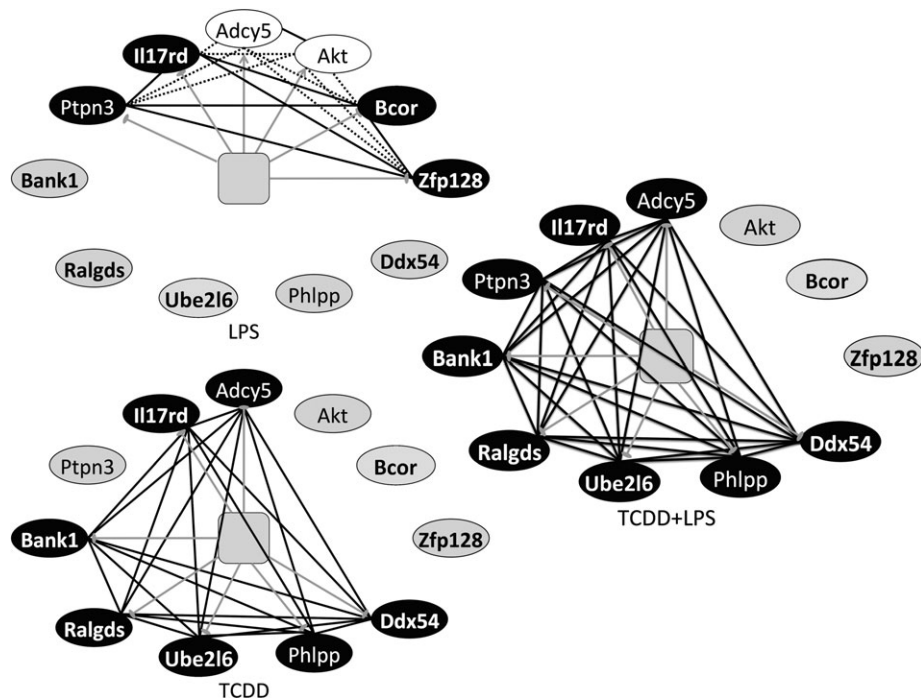 Adcy5
Il17rd
Akt
Ptpn3
Bcor
Bank1
Zfp128
Ralgds
Ddx54
Ube2l6
Phlpp
LPS
Adcy5
Il17rd
Akt
Ptpn3
Bcor
Bank1
Zfp128
Ralgds
Ddx54
Ube2l6
Phlpp
TCDD+LPS
Adcy5
Il17rd
Akt
Ptpn3
Bcor
Bank1
Zfp128
Ralgds
Ddx54
Ube2l6
Phlpp
TCDD